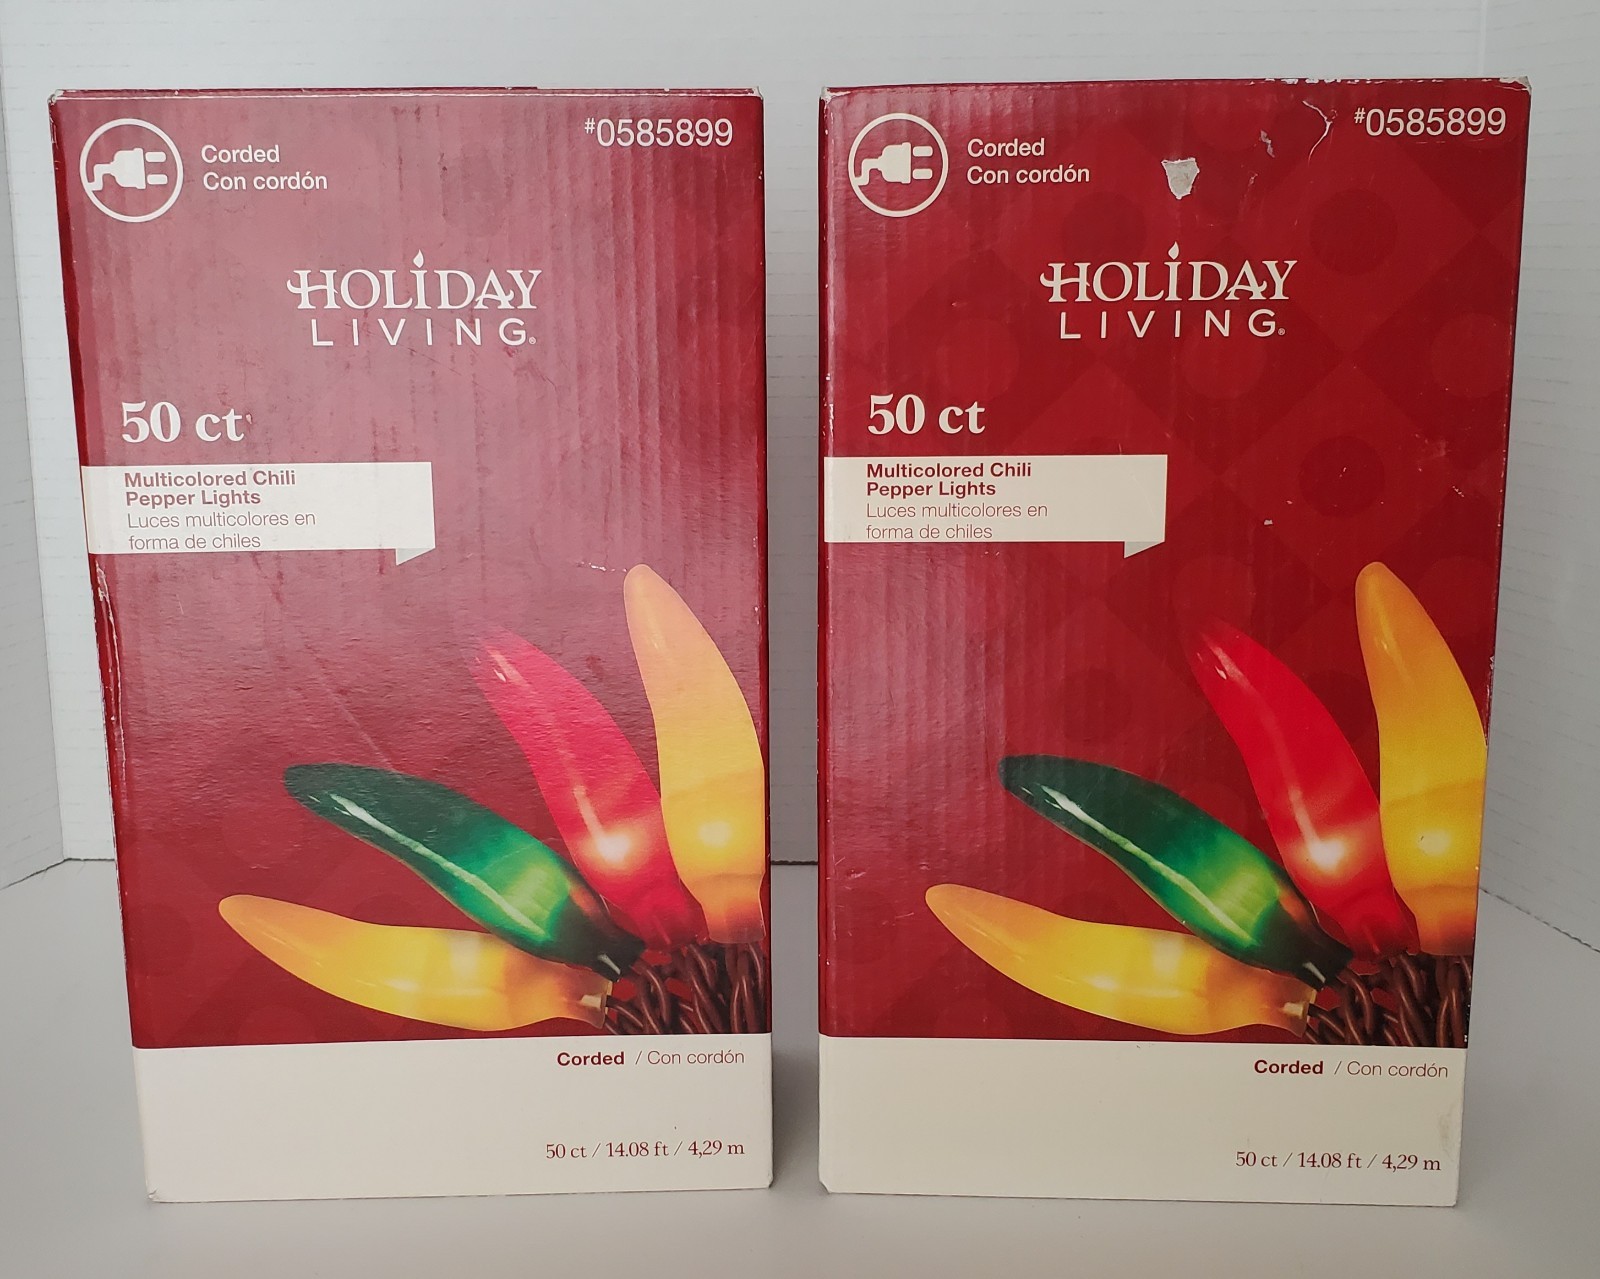 Corded
Con cordón
#0585899
HOLIDAY
LIVING®
50 ct
Multicolored Chili
Pepper Lights
Luces multicolores en
forma de chiles
Corded / Con cordón
50 ct / 14.08 ft / 4,29 m
Corded
Con cordón
#0585899
HOLIDAY
LIVING®
50 ct
Multicolored Chili
Pepper Lights
Luces multicolores en
forma de chiles
Corded / Con cordón
50 ct / 14.08 ft / 4,29 m